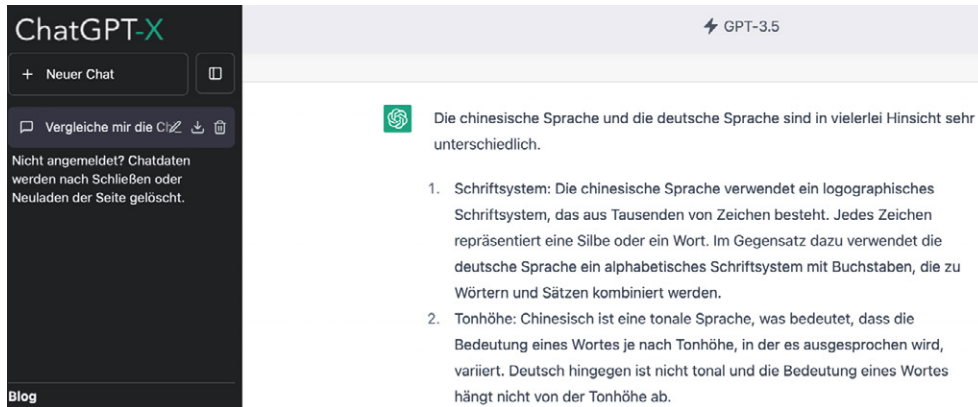 ChatGPT-X
+ Neuer Chat
Vergleiche mir die
Nicht angemeldet? Chatdaten
werden nach Schließen oder
Neuladen der Seite gelöscht.
Blog
GPT-3.5
Die chinesische Sprache und die deutsche Sprache sind in vielerlei Hinsicht sehr
unterschiedlich.
1. Schriftsystem: Die chinesische Sprache verwendet ein logographisches
Schriftsystem, das aus Tausenden von Zeichen besteht. Jedes Zeichen
repräsentiert eine Silbe oder ein Wort. Im Gegensatz dazu verwendet die
deutsche Sprache ein alphabetisches Schriftsystem mit Buchstaben, die zu
Wörtern und Sätzen kombiniert werden.
2. Tonhöhe: Chinesisch ist eine tonale Sprache, was bedeutet, dass die
Bedeutung eines Wortes je nach Tonhöhe, in der es ausgesprochen wird,
variiert. Deutsch hingegen ist nicht tonal und die Bedeutung eines Wortes
hängt nicht von der Tonhöhe ab.